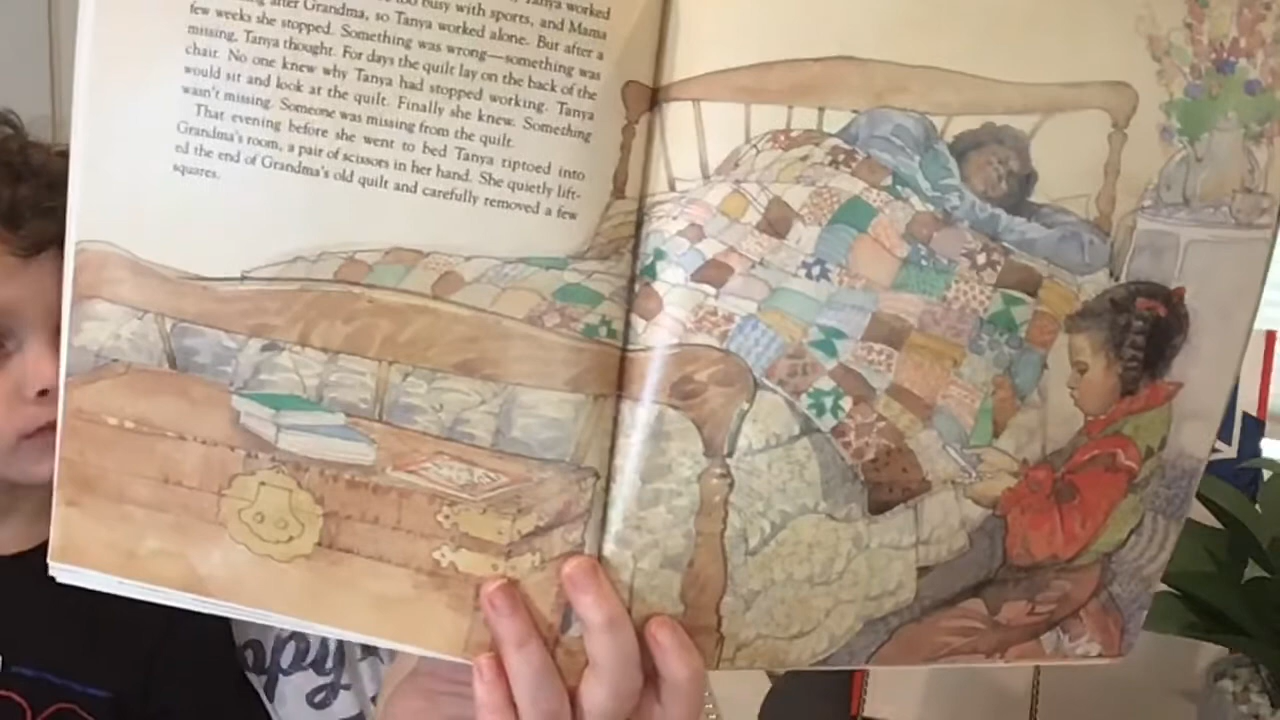 worked
busy with sports, and Mama
after Grandma, so Tanya worked alone. But after a
few weeks she stopped. Something was wrong—something was
missing, Tanya thought. For days the quilt lay on the back of the
chair. No one knew why Tanya had stopped working. Tanya
would sit and look at the quilt. Finally she knew. Something
wasn't missing. Someone was missing from the quilt.
That evening before she went to bed Tanya tiptoed into
Grandma's room, a pair of scissors in her hand. She quietly lift-
ed the end of Grandma's old quilt and carefully removed a few
squares.